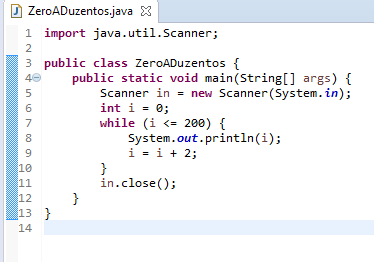 ZeroADuzentos.java
1 import java.util.Scanner;
2
3 public class ZeroADuzentos {
4     public static void main(String[] args) {
5         Scanner in = new Scanner(System.in);
6         int i = 0;
7         while (i <= 200) {
8             System.out.println(i);
9             i = i + 2;
10         }
11         in.close();
12     }
13 }
14